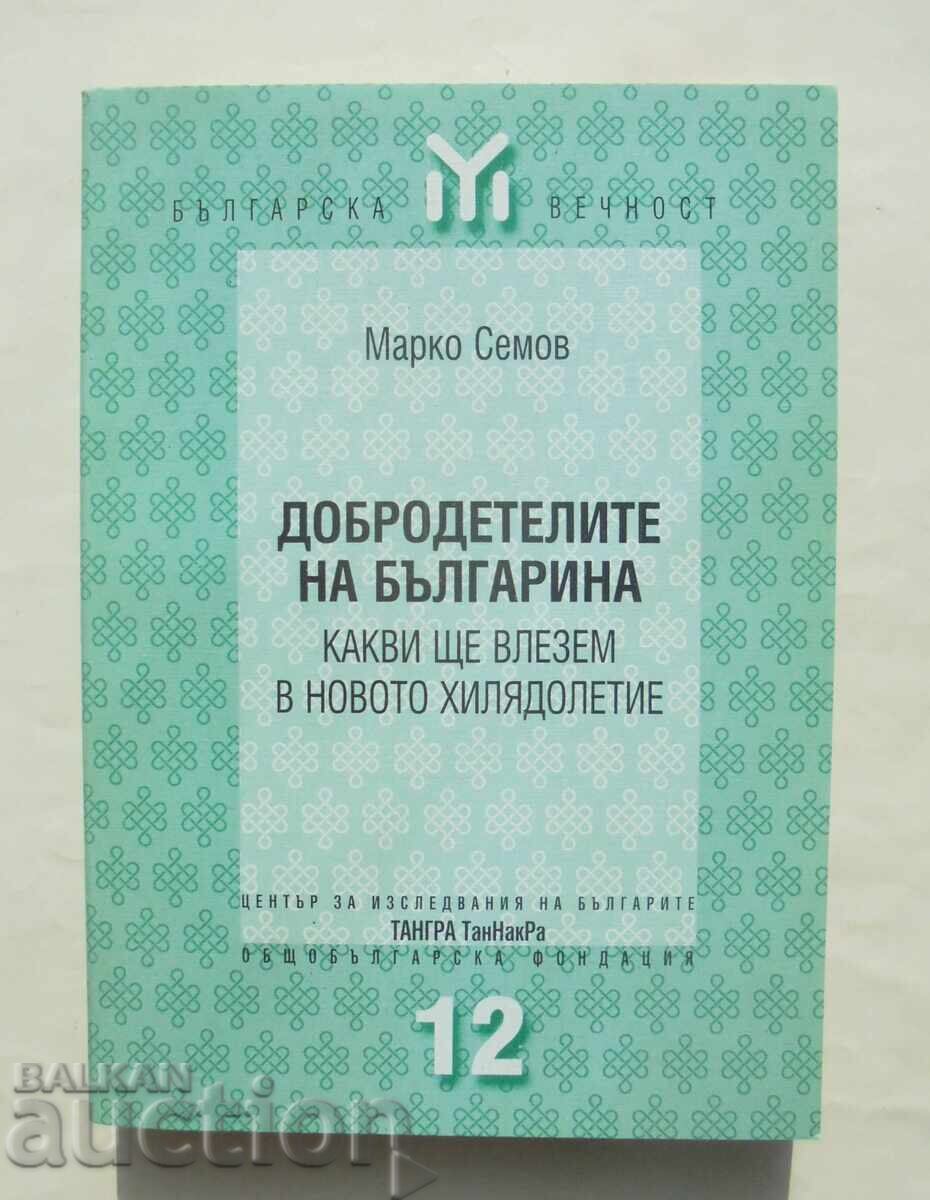 БЪЛГАРСКА ВЕЧНОСТ
Марко Семов
ДОБРОДЕТЕЛИТЕ
НА БЪЛГАРИНА
КАКВИ ЩЕ ВЛЕЗЕМ
В НОВОТО ХИЛЯДОЛЕТИЕ
ЦЕНТЪР ЗА ИЗСЛЕДВАНИЯ НА БЪЛГАРИТЕ
ТАНГРА ТанНакРа
ОБЩОБЪЛГАРСКА ФОНДАЦИЯ
12
BALKAN
auction